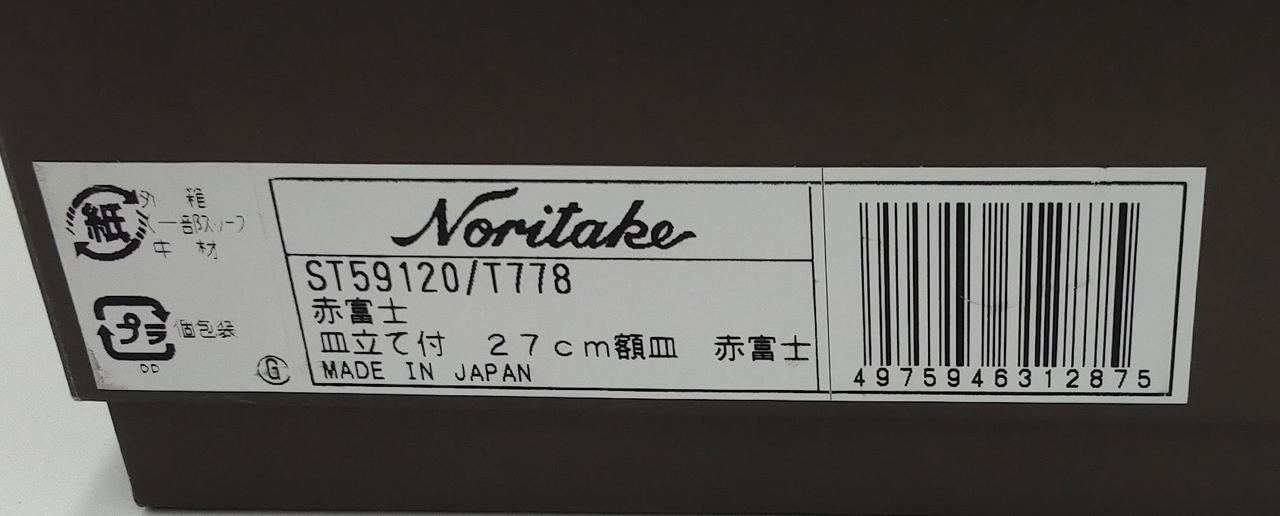 紙
外 箱
一部スリーブ
中 材
プラ
個包装
PP
G
Noritake
ST59120/T778
赤富士
皿立て付 27cm額皿 赤富士
MADE IN JAPAN
4975946312875